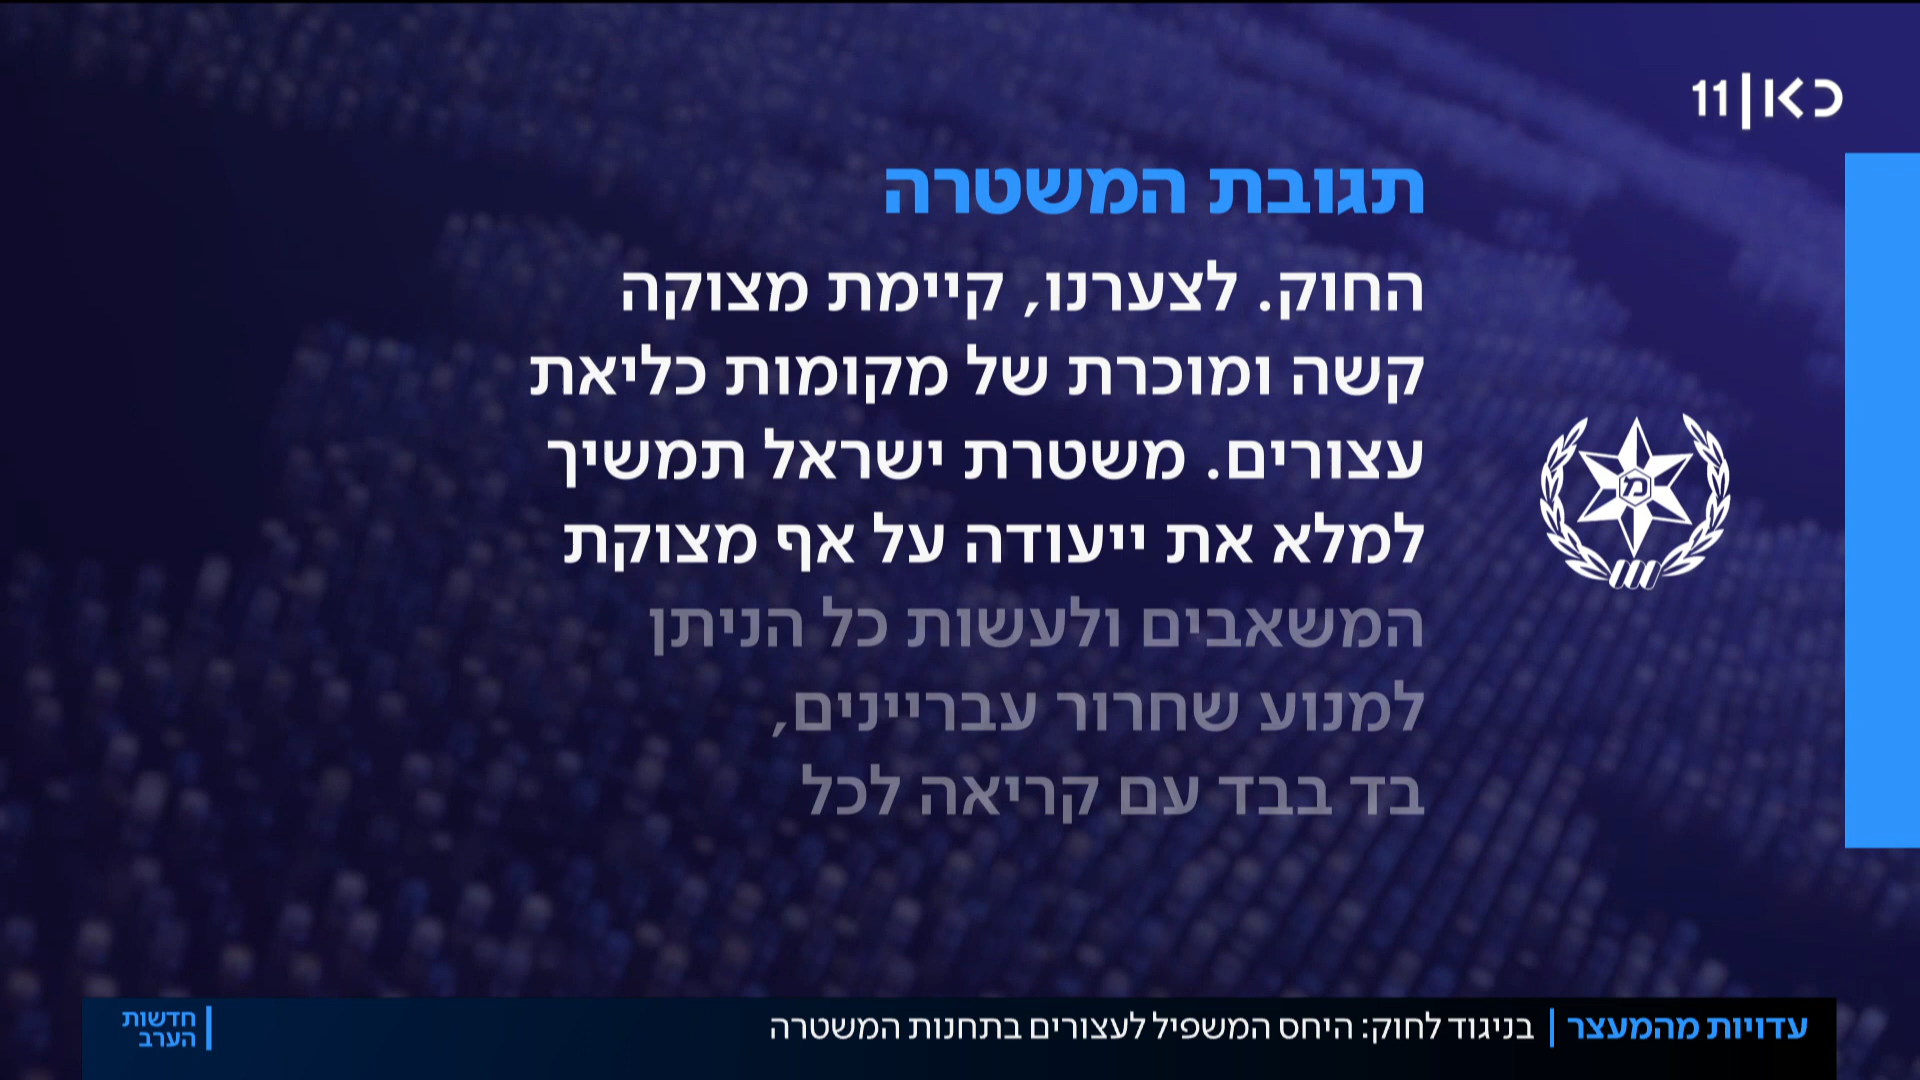 כאן 11
תגובת המשטרה
החוק. לצערנו, קיימת מצוקה
קשה ומוכרת של מקומות כליאת
עצורים. משטרת ישראל תמשיך
למלא את ייעודה על אף מצוקת
המשאבים ולעשות כל הניתן
למנוע שחרור עבריינים,
בד בבד עם קריאה לכל
מ
עדויות מהמעצר | בניגוד לחוק: היחס המשפיל לעצורים בתחנות המשטרה
חדשות
הערב